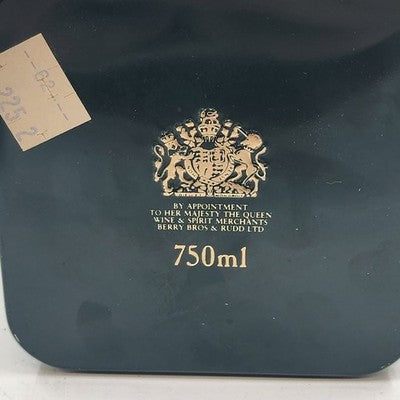 BY APPOINTMENT
TO HER MAJESTY THE QUEEN
WINE & SPIRIT MERCHANTS
BERRY BROS & RUDD LTD
750ml